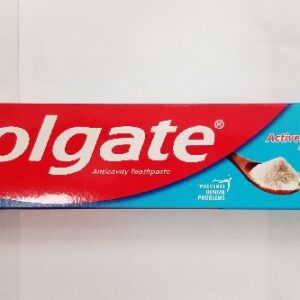 olgate®
Anticavity Toothpaste
Active
PREVENTS
DENTAL
PROBLEMS